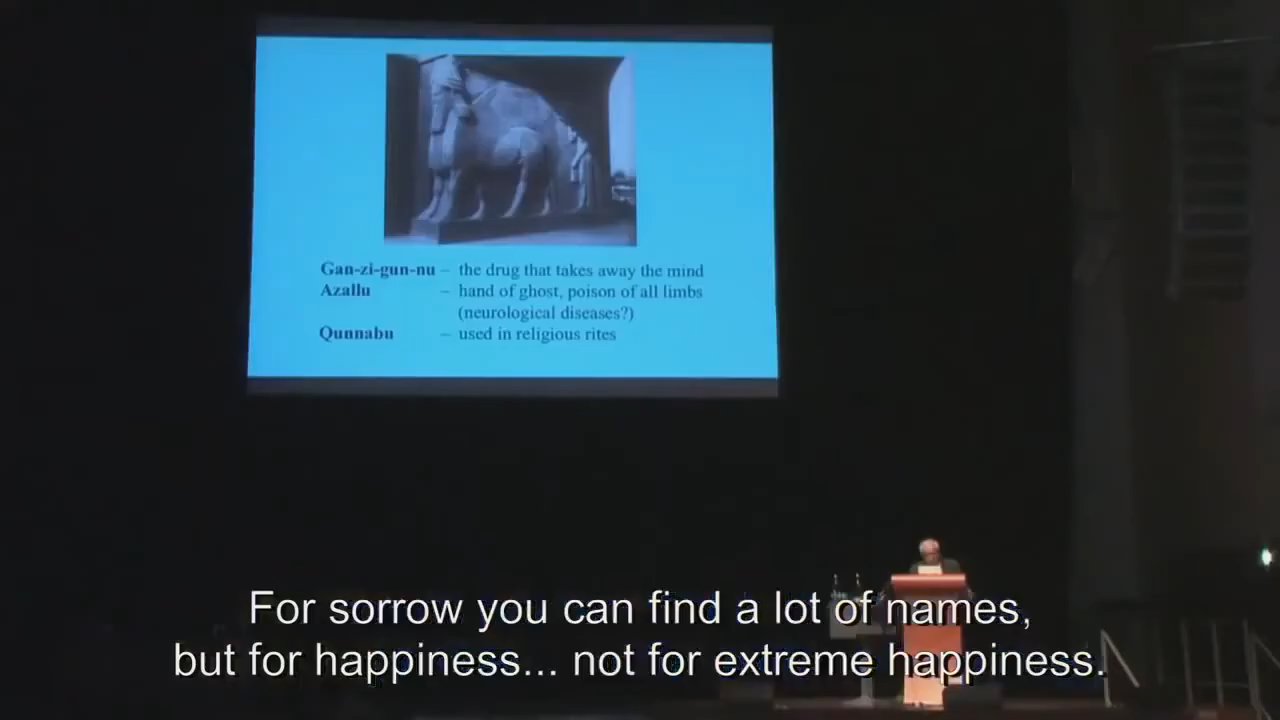 Gan-zi-gun-nu – the drug that takes away the mind
Azallu – hand of ghost, poison of all limbs
(neurological diseases?)
Qunnabu – used in religious rites
For sorrow you can find a lot of names,
but for happiness... not for extreme happiness.